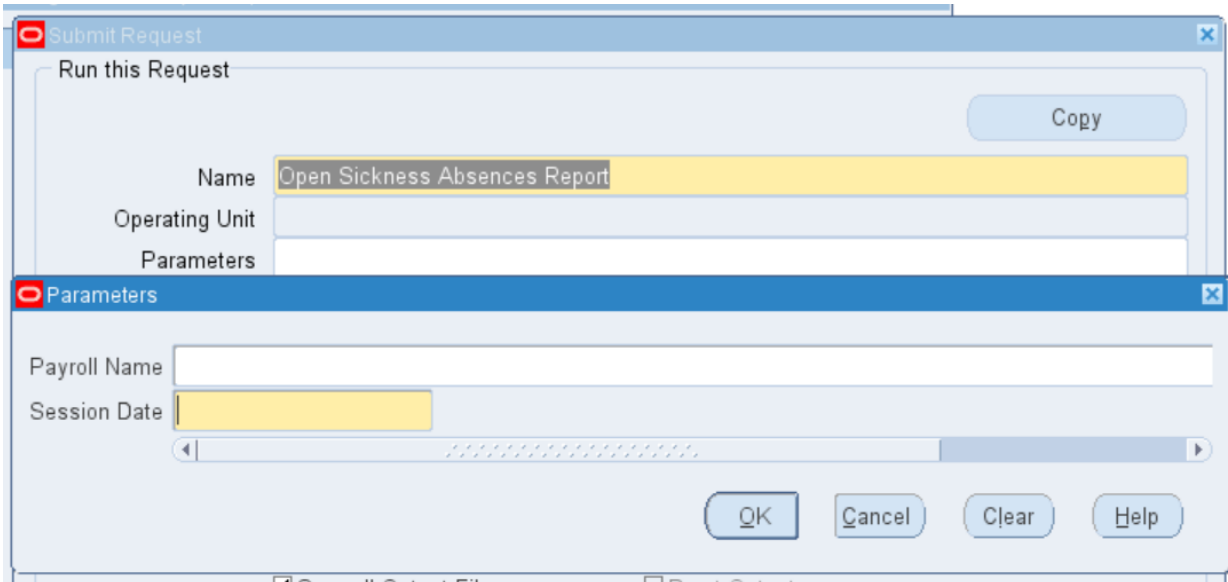 Submit Request
Run this Request
Copy
Name Open Sickness Absences Report
Operating Unit
Parameters
Parameters
Payroll Name
Session Date
OK Cancel Clear Help